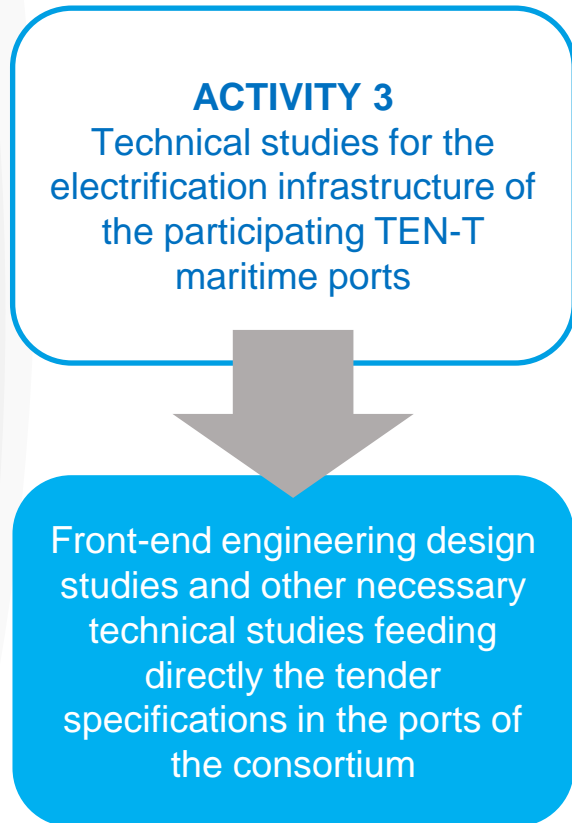 ACTIVITY 3
Technical studies for the
electrification infrastructure of
the participating TEN-T
maritime ports
Front-end engineering design
studies and other necessary
technical studies feeding
directly the tender
specifications in the ports of
the consortium